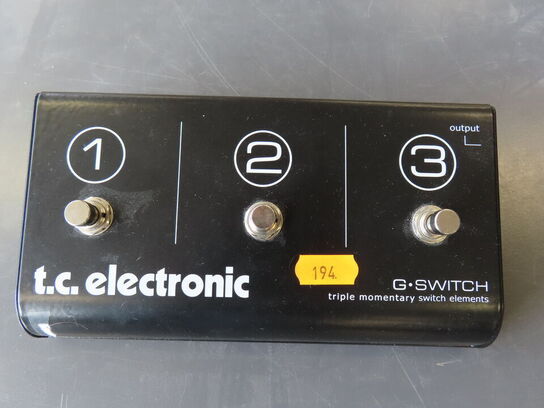 output
1 2 3
194
t.c. electronic
G•SWITCH
triple momentary switch elements